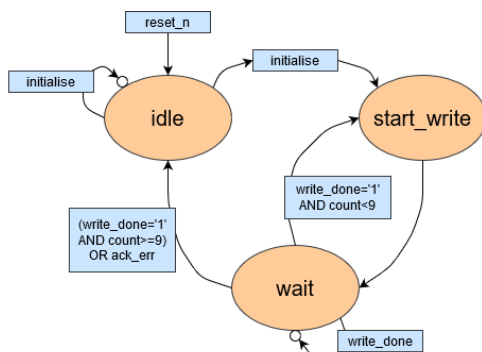 reset_n
initialise
initialise
idle
start_write
write_done='1'
AND count<9
(write_done='1'
AND count>=9)
OR ack_err
wait
write_done